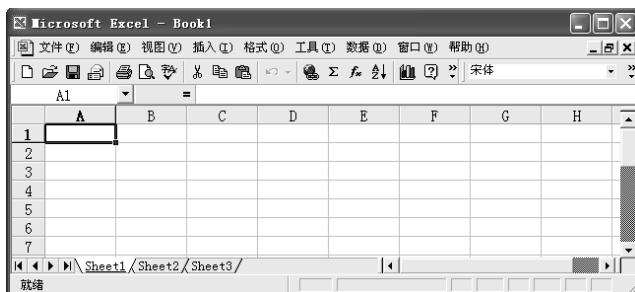 Microsoft Excel - Book1
文件(F) 编辑(E) 视图(V) 插入(I) 格式(O) 工具(T) 数据(D) 窗口(W) 帮助(H)
Σ fx 宋体
A1 =
A B C D E F G H
1
2
3
4
5
6
7
Sheet1 Sheet2 Sheet3
就绪